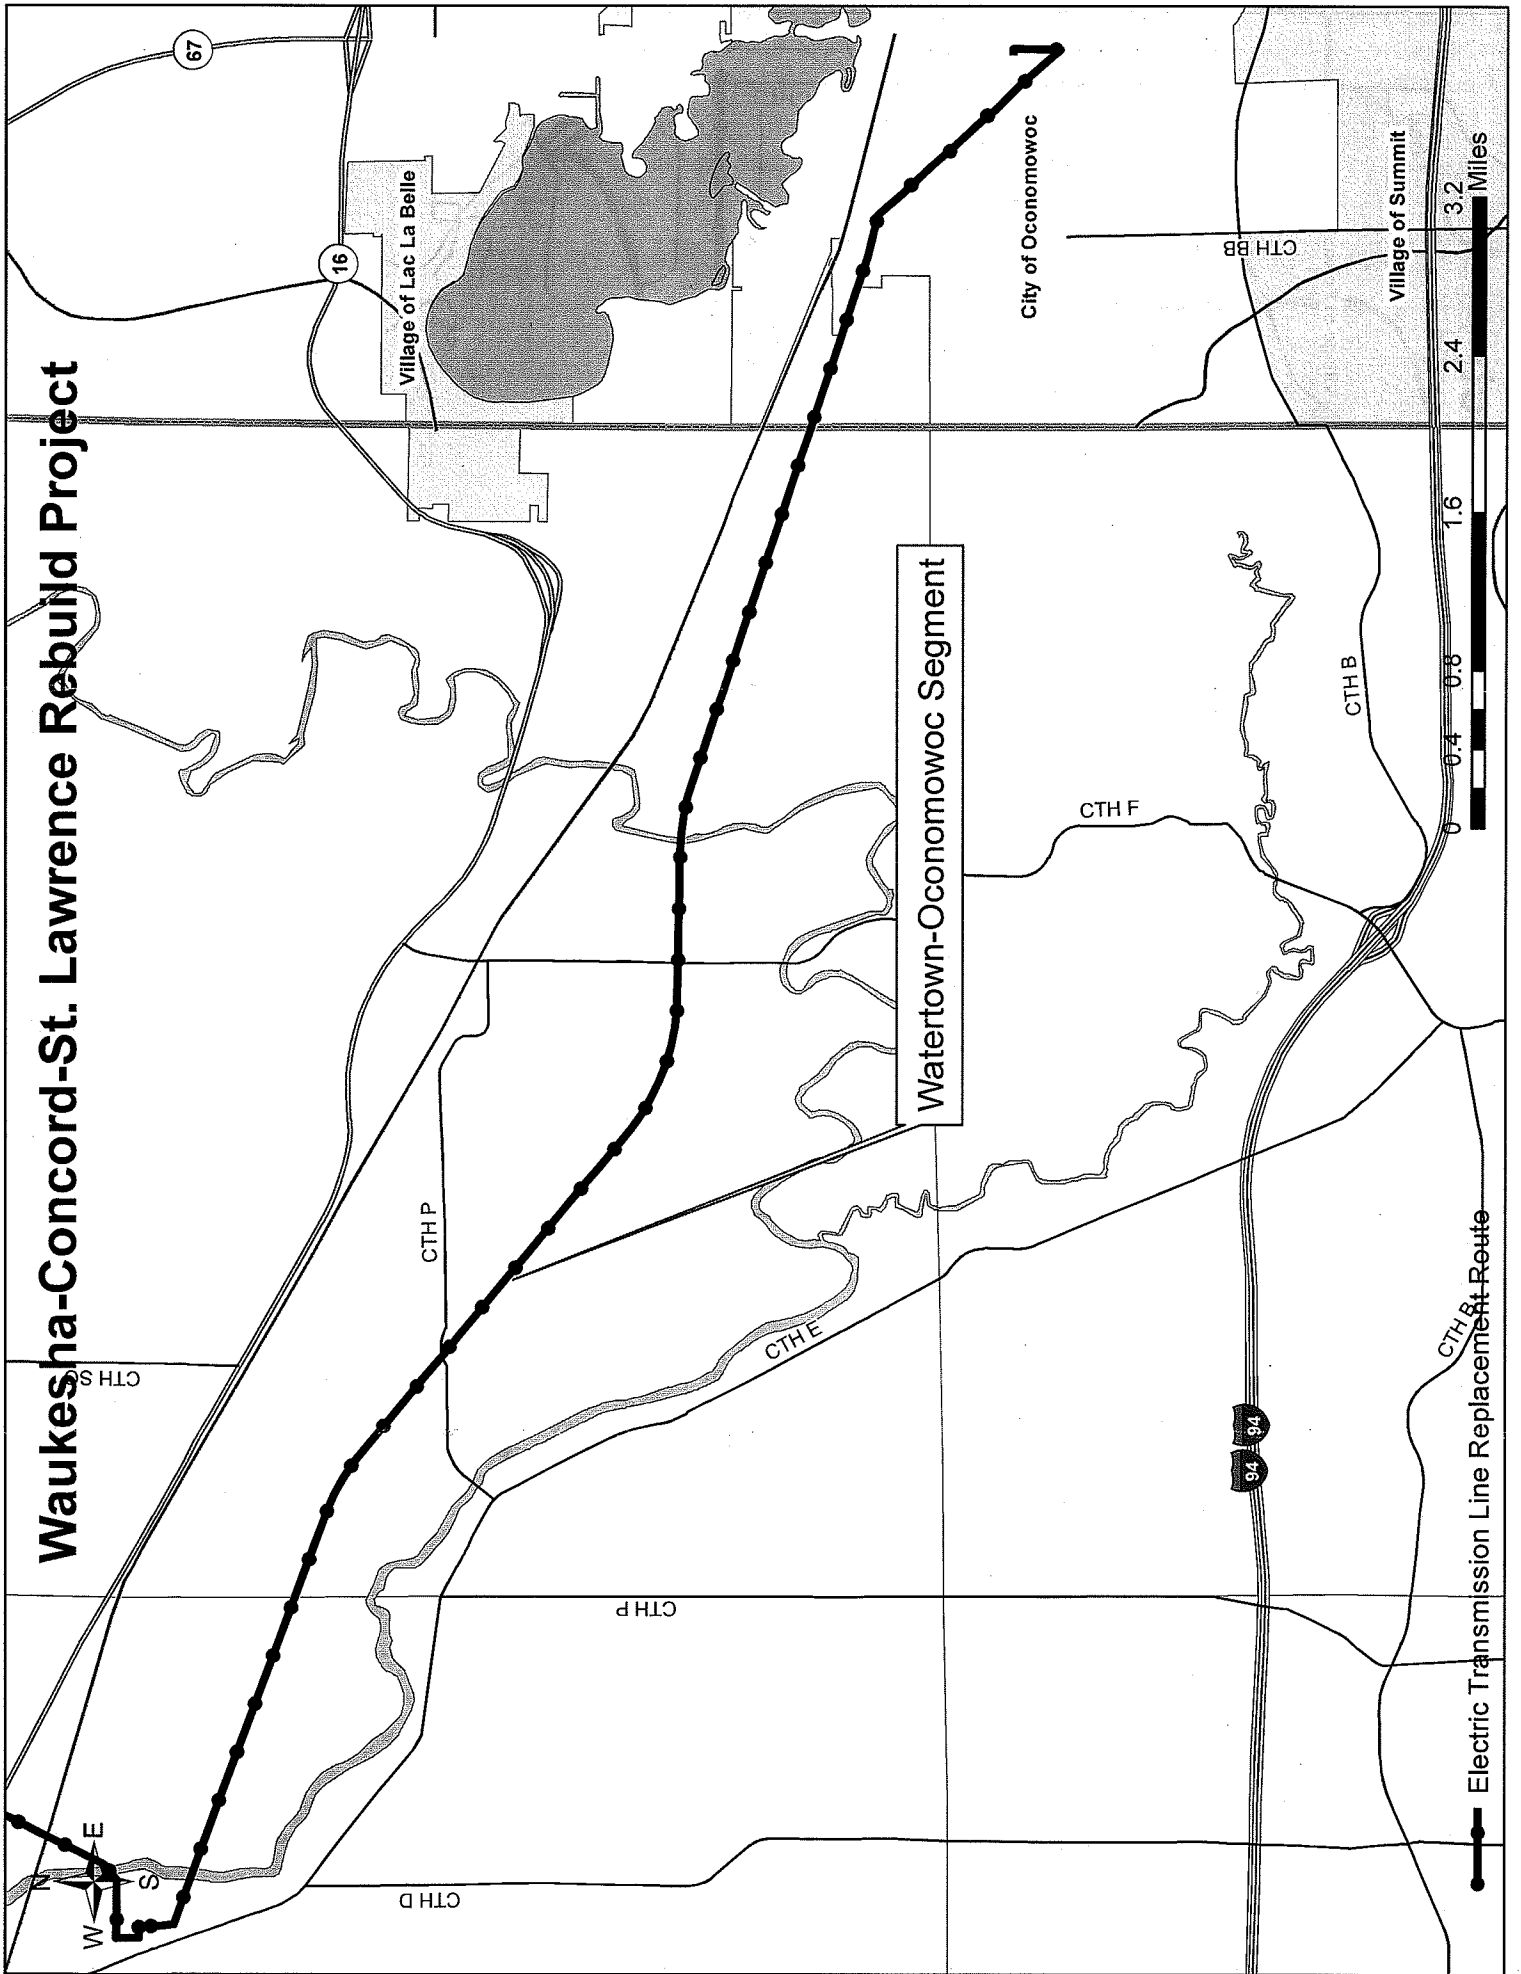 Waukesha-Concord-St. Lawrence Rebuild Project
67
16
Village of Lac La Belle
N
W
E
S
CTH SC
CTH P
City of Oconomowoc
Watertown-Oconomowoc Segment
CTH E
CTH D
CTH P
CTH F
CTH BB
CTH B
Village of Summit
94
94
CTH B
0
0.4
0.8
1.6
2.4
3.2
Miles
Electric Transmission Line Replacement Route